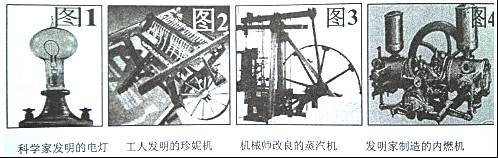 图1
图2
图3
图4
科学家发明的电灯
工人发明的珍妮机
机械师改良的蒸汽机
发明家制造的内燃机